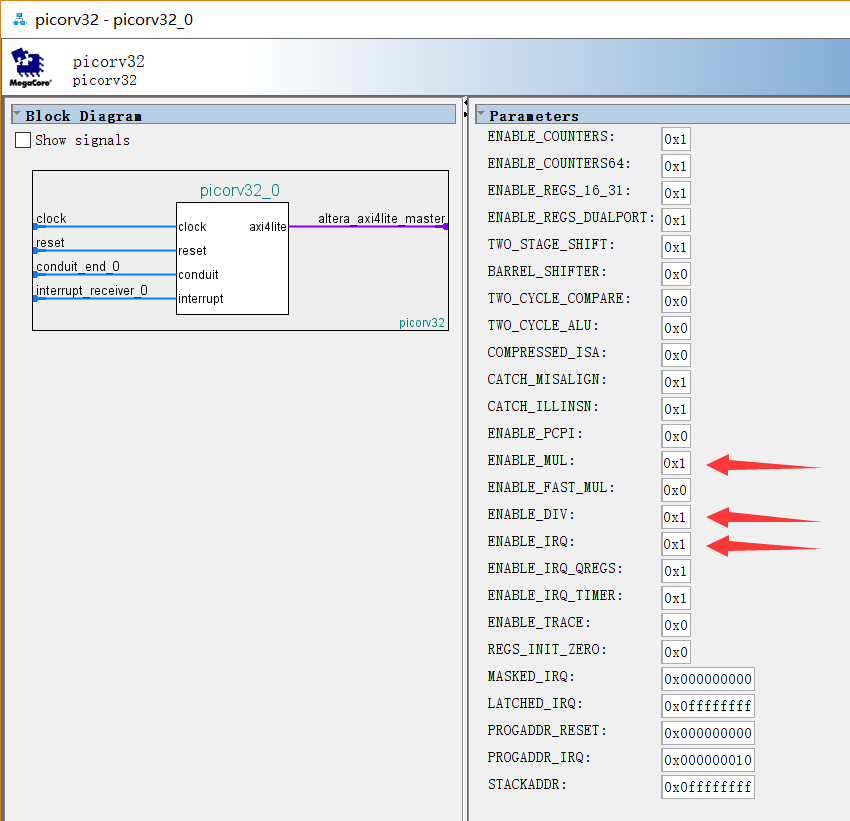 picorv32 - picorv32_0
MegaCore®
picorv32
picorv32
Block Diagram
Show signals
picorv32_0
clock
clock
axi4lite
altera_axi4lite_master
reset
reset
conduit_end_0
conduit
interrupt_receiver_0
interrupt
picorv32
Parameters
ENABLE_COUNTERS: 0x1
ENABLE_COUNTERS64: 0x1
ENABLE_REGS_16_31: 0x1
ENABLE_REGS_DUALPORT: 0x1
TWO_STAGE_SHIFT: 0x1
BARREL_SHIFTER: 0x0
TWO_CYCLE_COMPARE: 0x0
TWO_CYCLE_ALU: 0x0
COMPRESSED_ISA: 0x0
CATCH_MISALIGN: 0x1
CATCH_ILLINSN: 0x1
ENABLE_PCPI: 0x0
ENABLE_MUL: 0x1
ENABLE_FAST_MUL: 0x0
ENABLE_DIV: 0x1
ENABLE_IRQ: 0x1
ENABLE_IRQ_QREGS: 0x1
ENABLE_IRQ_TIMER: 0x1
ENABLE_TRACE: 0x0
REGS_INIT_ZERO: 0x0
MASKED_IRQ: 0x000000000
LATCHED_IRQ: 0x0ffffffff
PROGADDR_RESET: 0x000000000
PROGADDR_IRQ: 0x000000010
STACKADDR: 0x0ffffffff